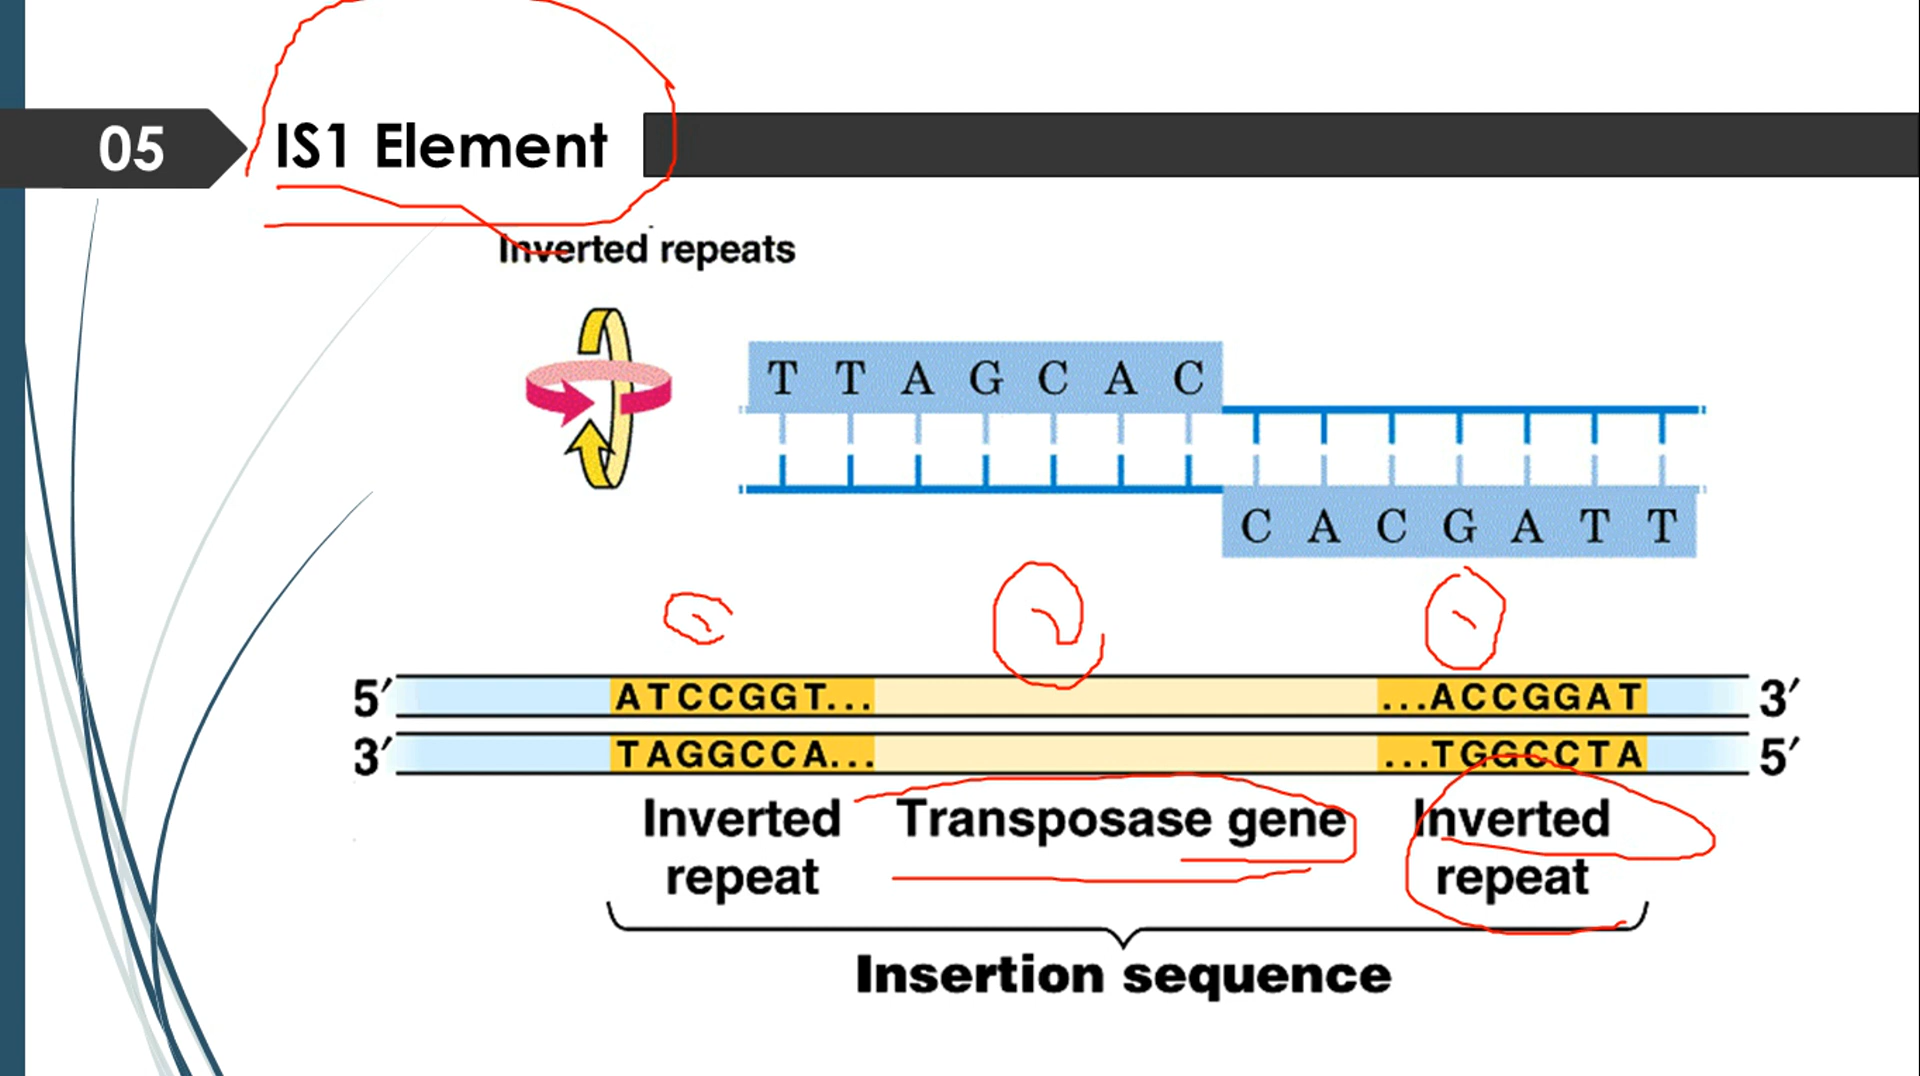 05
IS1 Element
Inverted repeats
T T A G C A C
C A C G A T T
5′ ATCCGGT... ...ACCGGAT 3′
3′ TAGGCCA... ...TGGCCTA 5′
Inverted repeat Transposase gene Inverted repeat
Insertion sequence